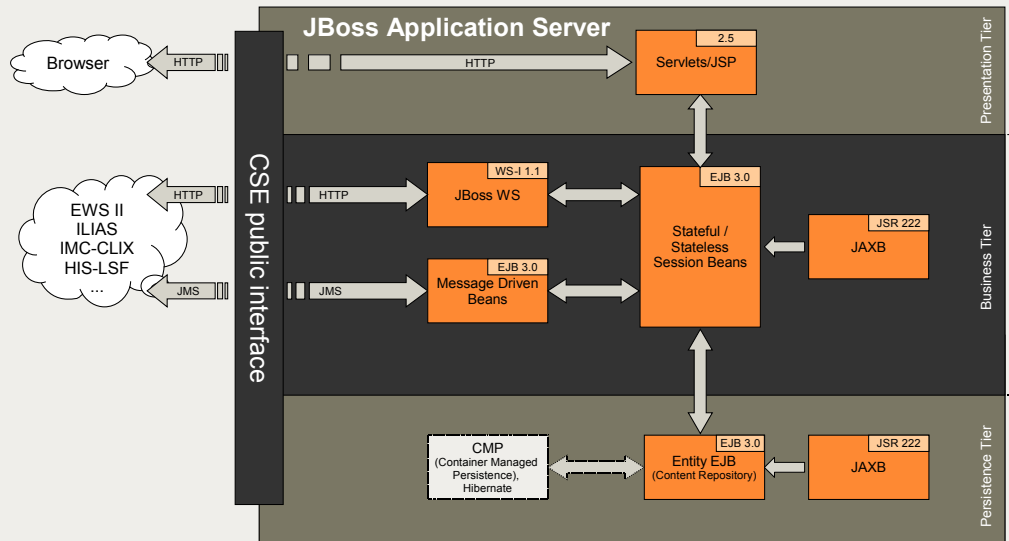 JBoss Application Server
Browser
HTTP
HTTP
2.5
Servlets/JSP
Presentation Tier
CSE public interface
EWS II
ILIAS
IMC-CLIX
HIS-LSF
...
HTTP
HTTP
WS-I 1.1
JBoss WS
JMS
JMS
EJB 3.0
Message Driven
Beans
EJB 3.0
Stateful /
Stateless
Session Beans
JSR 222
JAXB
Business Tier
CMP
(Container Managed
Persistence),
Hibernate
EJB 3.0
Entity EJB
(Content Repository)
JSR 222
JAXB
Persistence Tier